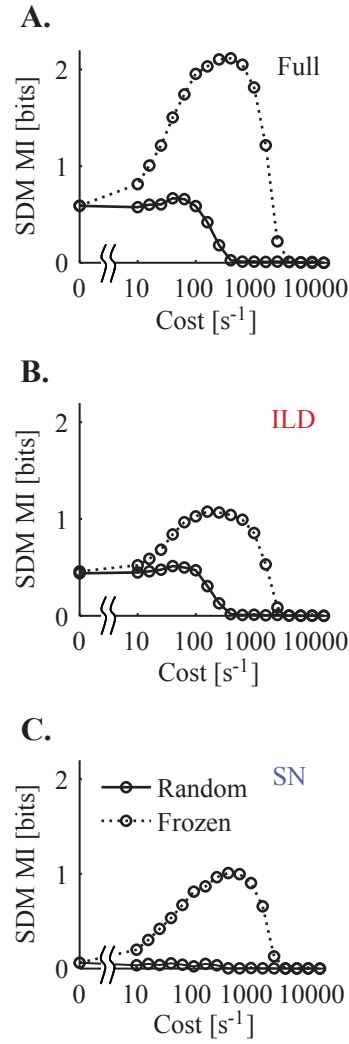 A.
Full
SDM MI [bits]
2
1
0
0 10 100 1000 10000
Cost [s⁻¹]
B.
ILD
SDM MI [bits]
2
1
0
0 10 100 1000 10000
Cost [s⁻¹]
C.
SN
Random
Frozen
SDM MI [bits]
2
1
0
0 10 100 1000 10000
Cost [s⁻¹]